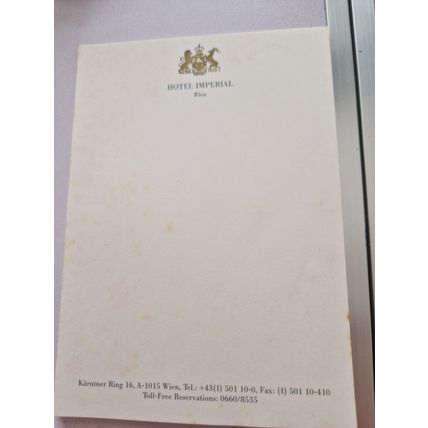 HOTEL IMPERIAL
Wien
Kärntner Ring 16, A-1015 Wien, Tel.: +43(1) 501 10-0, Fax: (1) 501 10-410
Toll-Free Reservations: 0660/8535